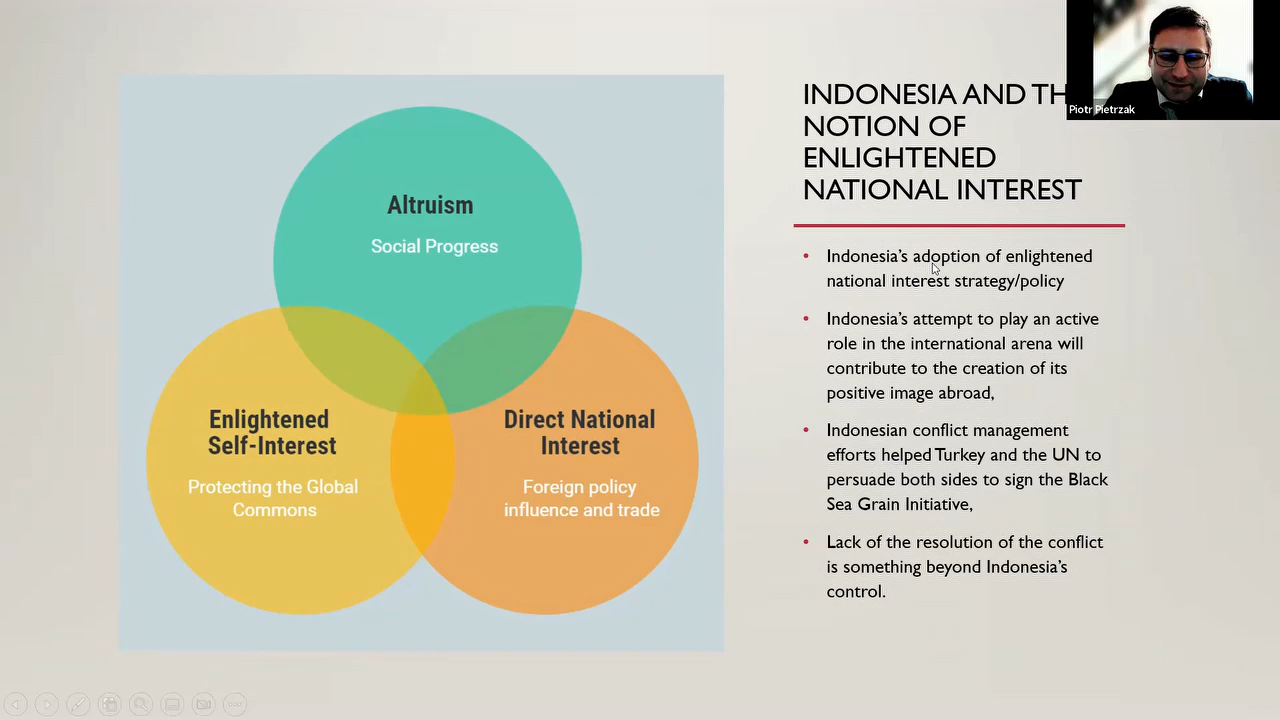 Altruism
Social Progress
Enlightened
Self-Interest
Protecting the Global
Commons
Direct National
Interest
Foreign policy
influence and trade
INDONESIA AND TH
NOTION OF
ENLIGHTENED
NATIONAL INTEREST
Piotr Pietrzak
• Indonesia's adoption of enlightened
national interest strategy/policy
• Indonesia's attempt to play an active
role in the international arena will
contribute to the creation of its
positive image abroad,
• Indonesian conflict management
efforts helped Turkey and the UN to
persuade both sides to sign the Black
Sea Grain Initiative,
• Lack of the resolution of the conflict
is something beyond Indonesia's
control.